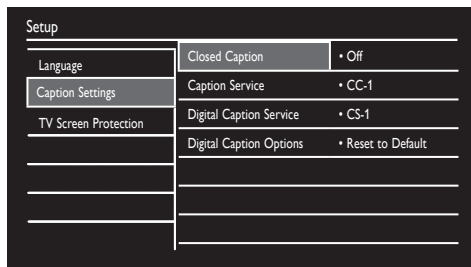 Setup
Language
Caption Settings
TV Screen Protection
Closed Caption • Off
Caption Service • CC-1
Digital Caption Service • CS-1
Digital Caption Options • Reset to Default